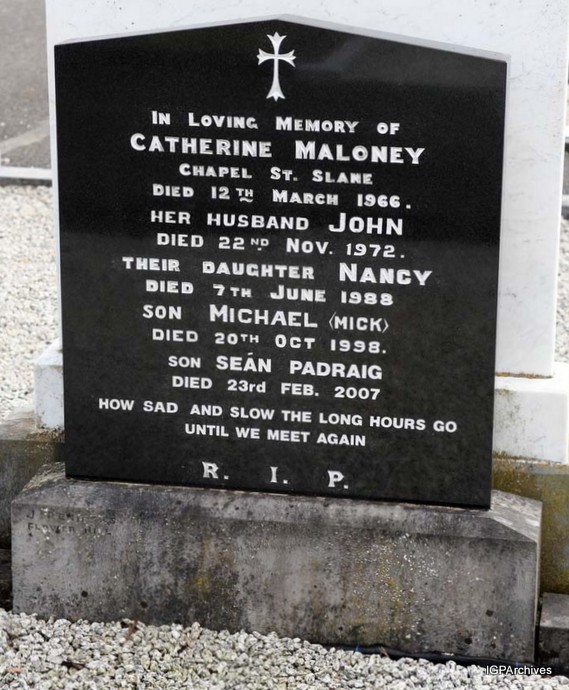 IN LOVING MEMORY OF
CATHERINE MALONEY
CHAPEL ST. SLANE
DIED 12TH MARCH 1966.
HER HUSBAND JOHN
DIED 22ND NOV. 1972.
THEIR DAUGHTER NANCY
DIED 7TH JUNE 1988
SON MICHAEL (MICK)
DIED 20TH OCT 1998.
SON SEÁN PADRAIG
DIED 23rd FEB. 2007
HOW SAD AND SLOW THE LONG HOURS GO
UNTIL WE MEET AGAIN
R. I. P.
IGPArchives